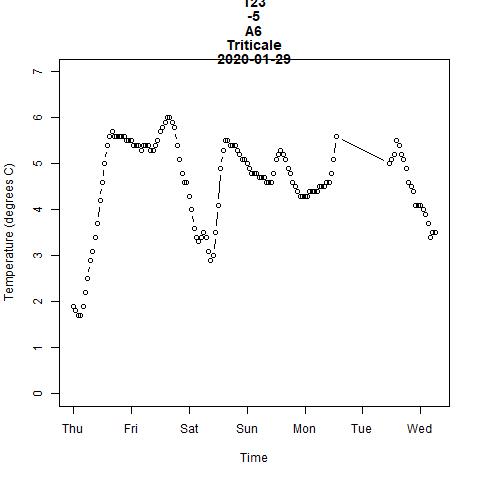 123
-5
A6
Triticale
2020-01-29
7
6
5
4
3
2
1
0
Temperature (degrees C)
Thu Fri Sat Sun Mon Tue Wed
Time